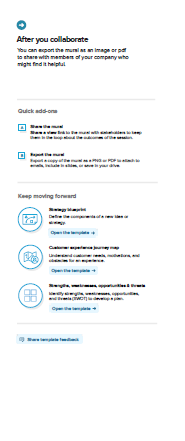 After you collaborate
You can export the mural as an image or pdf
to share with members of your company who
might find it helpful.
Quick add-ons
A
Share the mural
Share a view link to the mural with stakeholders to keep
them in the loop about the outcomes of the session.
B
Export the mural
Export a copy of the mural as a PNG or PDF to attach to
emails, include in slides, or save in your drive.
Keep moving forward
Strategy blueprint
Define the components of a new idea or
strategy.
Open the template →
Customer experience journey map
Understand customer needs, motivations, and
obstacles for an experience.
Open the template →
Strengths, weaknesses, opportunities & threats
Identify strengths, weaknesses, opportunities,
and threats (SWOT) to develop a plan.
Open the template →
Share template feedback